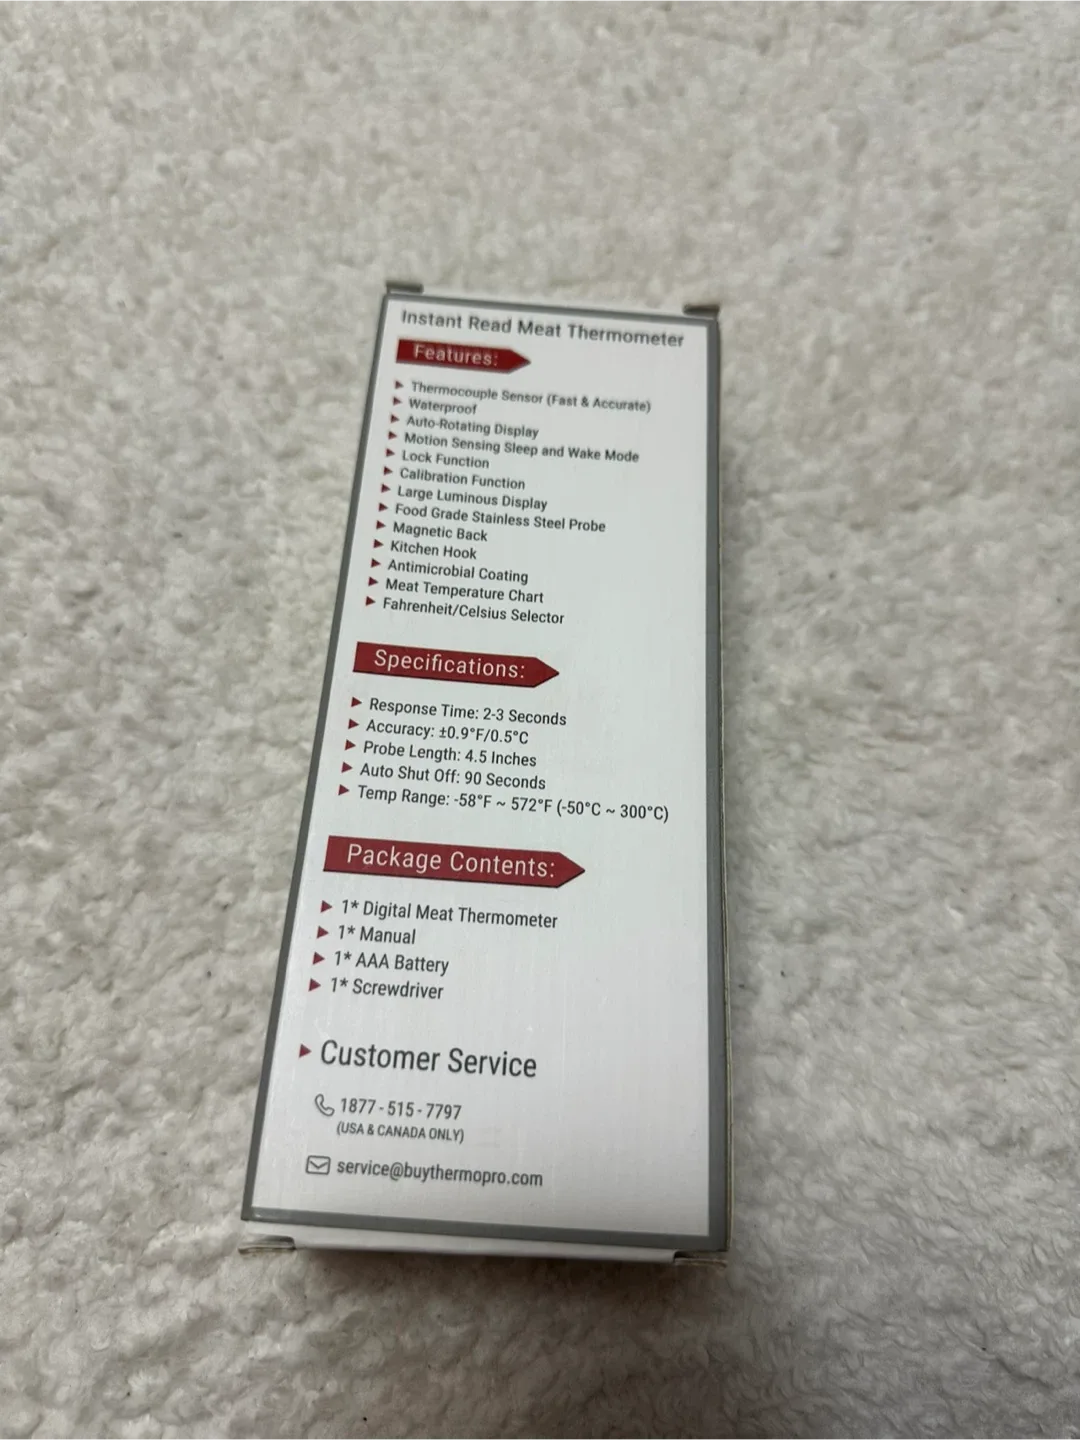 Instant Read Meat Thermometer
Features:
Thermocouple Sensor (Fast & Accurate)
Waterproof
Auto-Rotating Display
Motion Sensing Sleep and Wake Mode
Lock Function
Calibration Function
Large Luminous Display
Food Grade Stainless Steel Probe
Magnetic Back
Kitchen Hook
Antimicrobial Coating
Meat Temperature Chart
Fahrenheit/Celsius Selector
Specifications:
Response Time: 2-3 Seconds
Accuracy: ±0.9°F/0.5°C
Probe Length: 4.5 Inches
Auto Shut Off: 90 Seconds
Temp Range: -58°F ~ 572°F (-50°C ~ 300°C)
Package Contents:
1* Digital Meat Thermometer
1* Manual
1* AAA Battery
1* Screwdriver
Customer Service
1877-515-7797
(USA & CANADA ONLY)
service@buythermopro.com